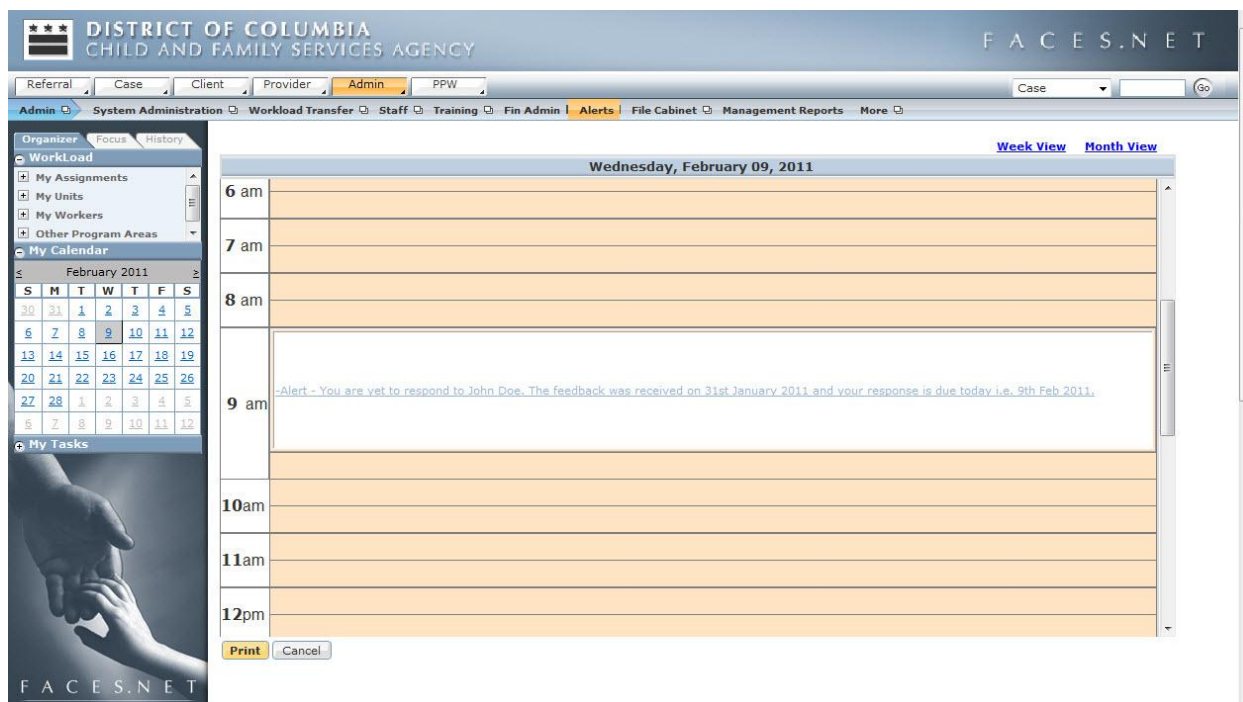 DISTRICT OF COLUMBIA
CHILD AND FAMILY SERVICES AGENCY
FACES.NET
Referral Case Client Provider Admin PPW Case Go
Admin System Administration Workload Transfer Staff Training Fin Admin Alerts File Cabinet Management Reports More
Organizer Focus History
Week View Month View
WorkLoad
My Assignments
My Units
My Workers
Other Program Areas
My Calendar
< February 2011 >
S M T W T F S
30 31 1 2 3 4 5
6 7 8 9 10 11 12
13 14 15 16 17 18 19
20 21 22 23 24 25 26
27 28 1 2 3 4 5
6 7 8 9 10 11 12
My Tasks
Wednesday, February 09, 2011
6 am
7 am
8 am
9 am
-Alert - You are yet to respond to John Doe. The feedback was received on 31st January 2011 and your response is due today i.e. 9th Feb 2011.
10am
11am
12pm
Print Cancel
FACES.NET